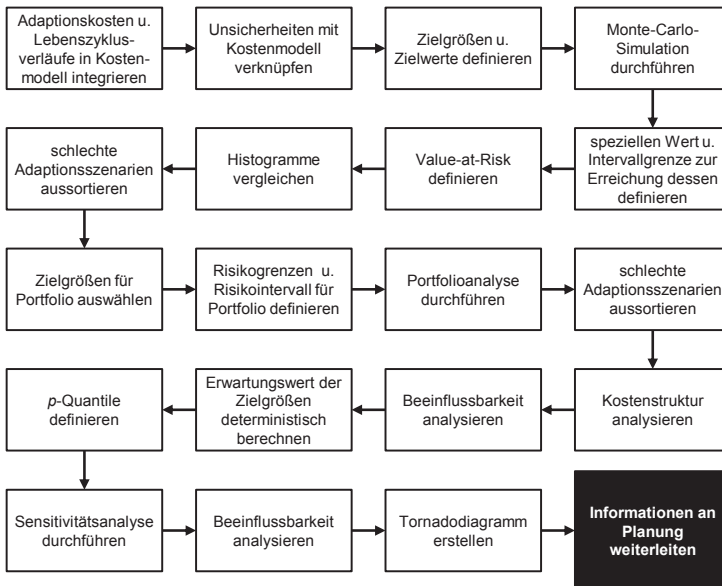 Adaptionskosten u.
Lebenszyklus-
verläufe in Kosten-
modell integrieren
Unsicherheiten mit
Kostenmodell
verknüpfen
Zielgrößen u.
Zielwerte definieren
Monte-Carlo-
Simulation
durchführen
speziellen Wert u.
Intervallgrenze zur
Erreichung dessen
definieren
Value-at-Risk
definieren
Histogramme
vergleichen
schlechte
Adaptionsszenarien
aussortieren
Zielgrößen für
Portfolio auswählen
Risikogrenzen u.
Risikointervall für
Portfolio definieren
Portfolioanalyse
durchführen
schlechte
Adaptionsszenarien
aussortieren
Kostenstruktur
analysieren
Beeinflussbarkeit
analysieren
Erwartungswert der
Zielgrößen
deterministisch
berechnen
p-Quantile
definieren
Sensitivitätsanalyse
durchführen
Beeinflussbarkeit
analysieren
Tornadodiagramm
erstellen
Informationen an
Planung
weiterleiten